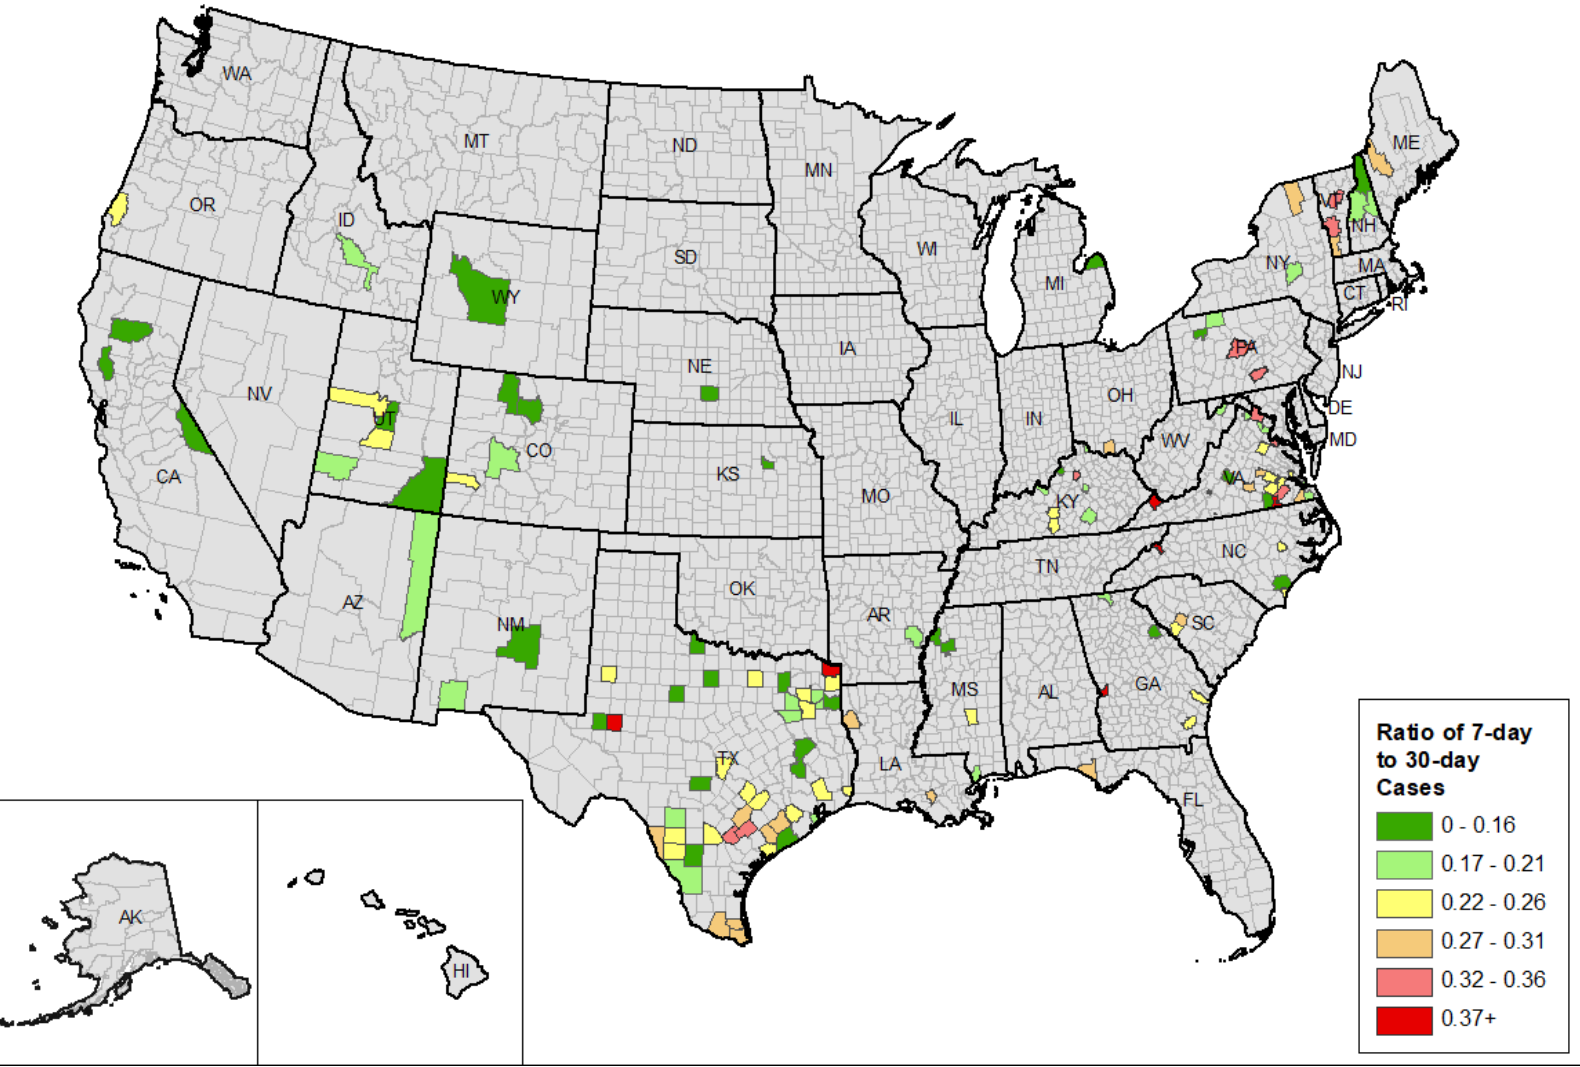 WA
MT
ND
MN
ME
OR
ID
SD
WI
VT
NH
WY
MI
NY
MA
CT
RI
NE
IA
PA
NJ
NV
UT
CO
IL
IN
OH
DE
MD
CA
KS
MO
WV
VA
KY
AZ
NM
OK
AR
TN
NC
SC
MS
AL
GA
TX
LA
FL
AK
HI
Ratio of 7-day
to 30-day
Cases
0 - 0.16
0.17 - 0.21
0.22 - 0.26
0.27 - 0.31
0.32 - 0.36
0.37+